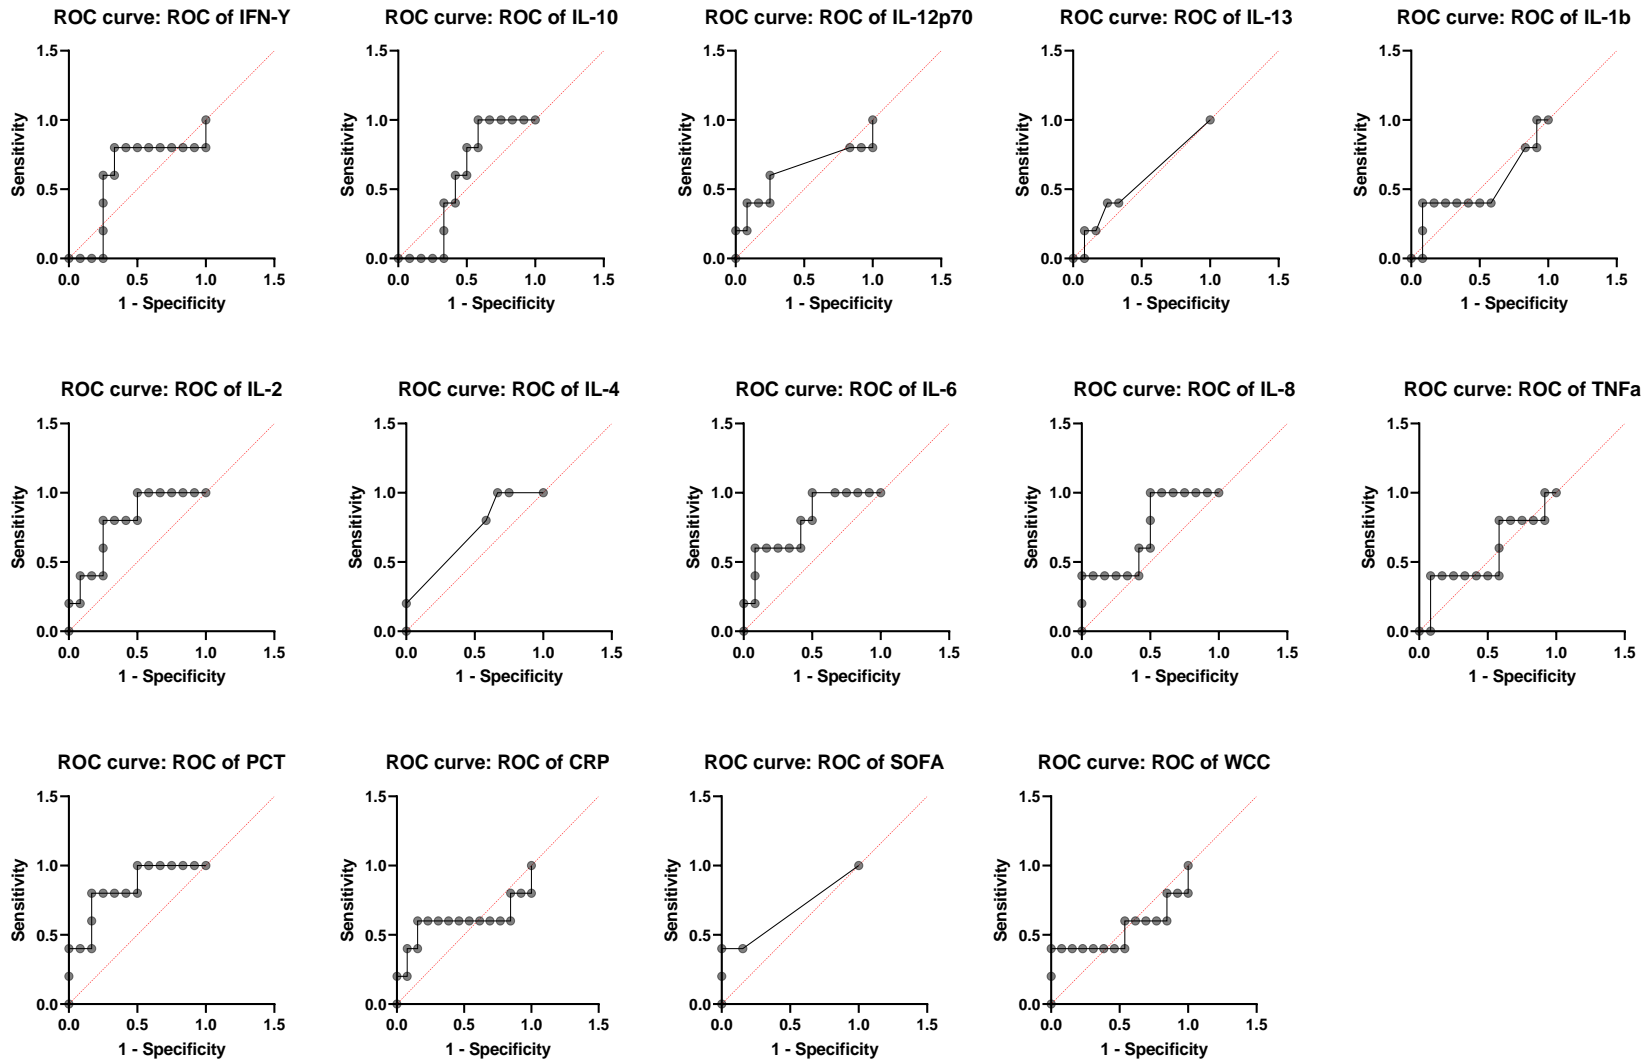 ROC curve: ROC of IFN-Y
1.5
1.0
0.5
0.0
Sensitivity
0.0 0.5 1.0 1.5
1 - Specificity
ROC curve: ROC of IL-10
1.5
1.0
0.5
0.0
Sensitivity
0.0 0.5 1.0 1.5
1 - Specificity
ROC curve: ROC of IL-12p70
1.5
1.0
0.5
0.0
Sensitivity
0.0 0.5 1.0 1.5
1 - Specificity
ROC curve: ROC of IL-13
1.5
1.0
0.5
0.0
Sensitivity
0.0 0.5 1.0 1.5
1 - Specificity
ROC curve: ROC of IL-1b
1.5
1.0
0.5
0.0
Sensitivity
0.0 0.5 1.0 1.5
1 - Specificity
ROC curve: ROC of IL-2
1.5
1.0
0.5
0.0
Sensitivity
0.0 0.5 1.0 1.5
1 - Specificity
ROC curve: ROC of IL-4
1.5
1.0
0.5
0.0
Sensitivity
0.0 0.5 1.0 1.5
1 - Specificity
ROC curve: ROC of IL-6
1.5
1.0
0.5
0.0
Sensitivity
0.0 0.5 1.0 1.5
1 - Specificity
ROC curve: ROC of IL-8
1.5
1.0
0.5
0.0
Sensitivity
0.0 0.5 1.0 1.5
1 - Specificity
ROC curve: ROC of TNFa
1.5
1.0
0.5
0.0
Sensitivity
0.0 0.5 1.0 1.5
1 - Specificity
ROC curve: ROC of PCT
1.5
1.0
0.5
0.0
Sensitivity
0.0 0.5 1.0 1.5
1 - Specificity
ROC curve: ROC of CRP
1.5
1.0
0.5
0.0
Sensitivity
0.0 0.5 1.0 1.5
1 - Specificity
ROC curve: ROC of SOFA
1.5
1.0
0.5
0.0
Sensitivity
0.0 0.5 1.0 1.5
1 - Specificity
ROC curve: ROC of WCC
1.5
1.0
0.5
0.0
Sensitivity
0.0 0.5 1.0 1.5
1 - Specificity